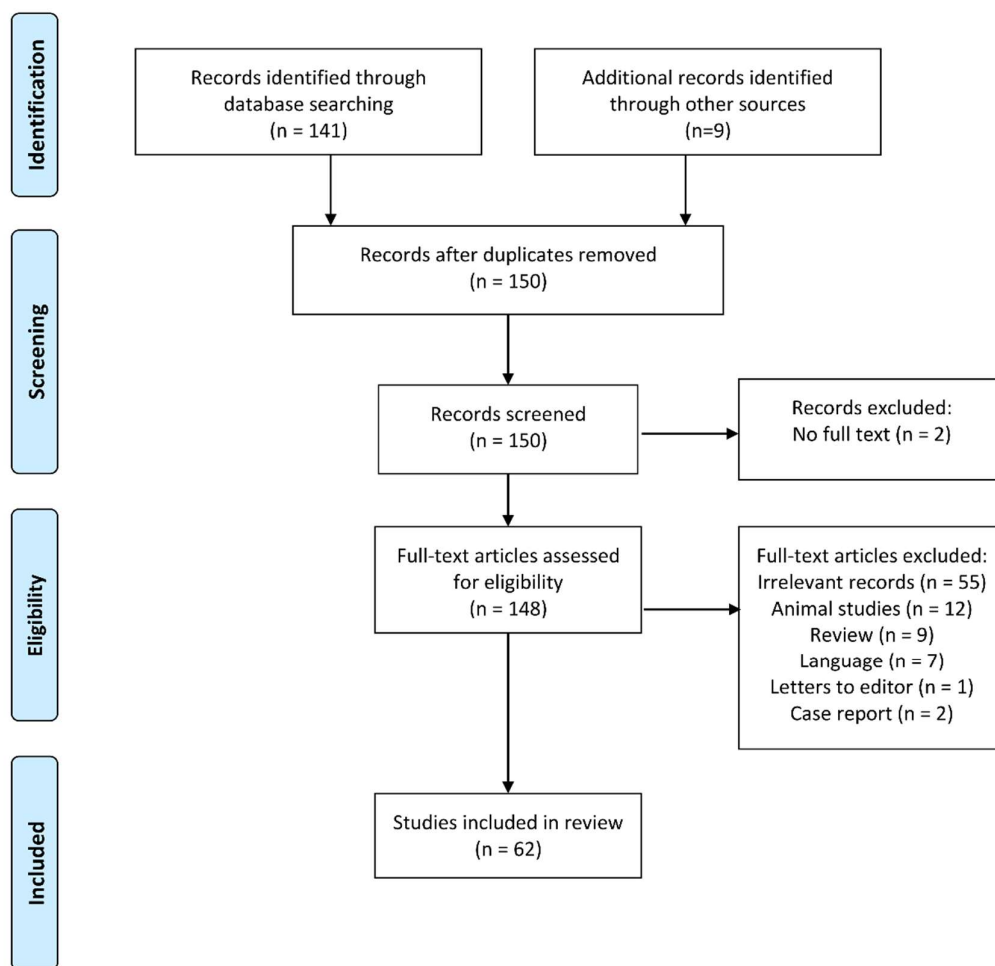 Identification
Records identified through
database searching
(n = 141)
Additional records identified
through other sources
(n=9)
Screening
Records after duplicates removed
(n = 150)
Records screened
(n = 150)
Records excluded:
No full text (n = 2)
Eligibility
Full-text articles assessed
for eligibility
(n = 148)
Full-text articles excluded:
Irrelevant records (n = 55)
Animal studies (n = 12)
Review (n = 9)
Language (n = 7)
Letters to editor (n = 1)
Case report (n = 2)
Included
Studies included in review
(n = 62)